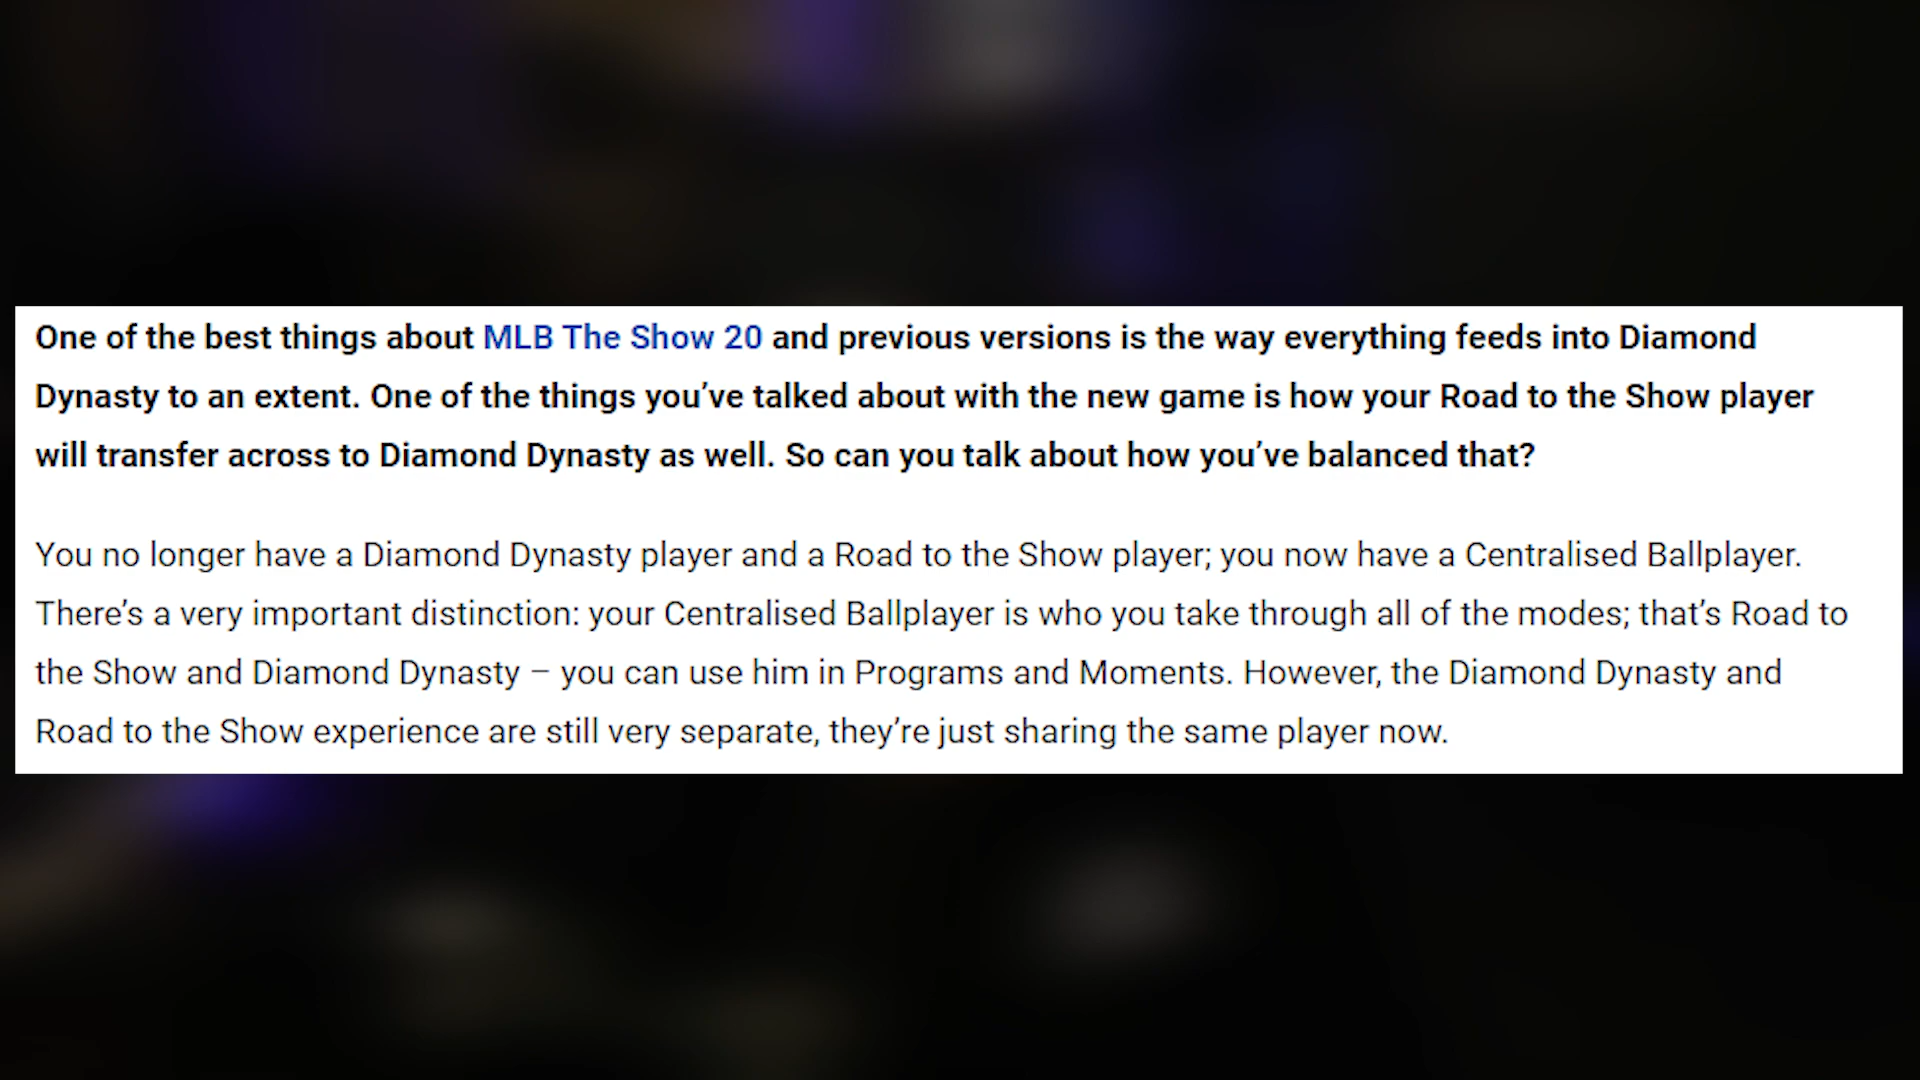 One of the best things about MLB The Show 20 and previous versions is the way everything feeds into Diamond
Dynasty to an extent. One of the things you’ve talked about with the new game is how your Road to the Show player
will transfer across to Diamond Dynasty as well. So can you talk about how you’ve balanced that?
You no longer have a Diamond Dynasty player and a Road to the Show player; you now have a Centralised Ballplayer.
There’s a very important distinction: your Centralised Ballplayer is who you take through all of the modes; that’s Road to
the Show and Diamond Dynasty – you can use him in Programs and Moments. However, the Diamond Dynasty and
Road to the Show experience are still very separate, they’re just sharing the same player now.